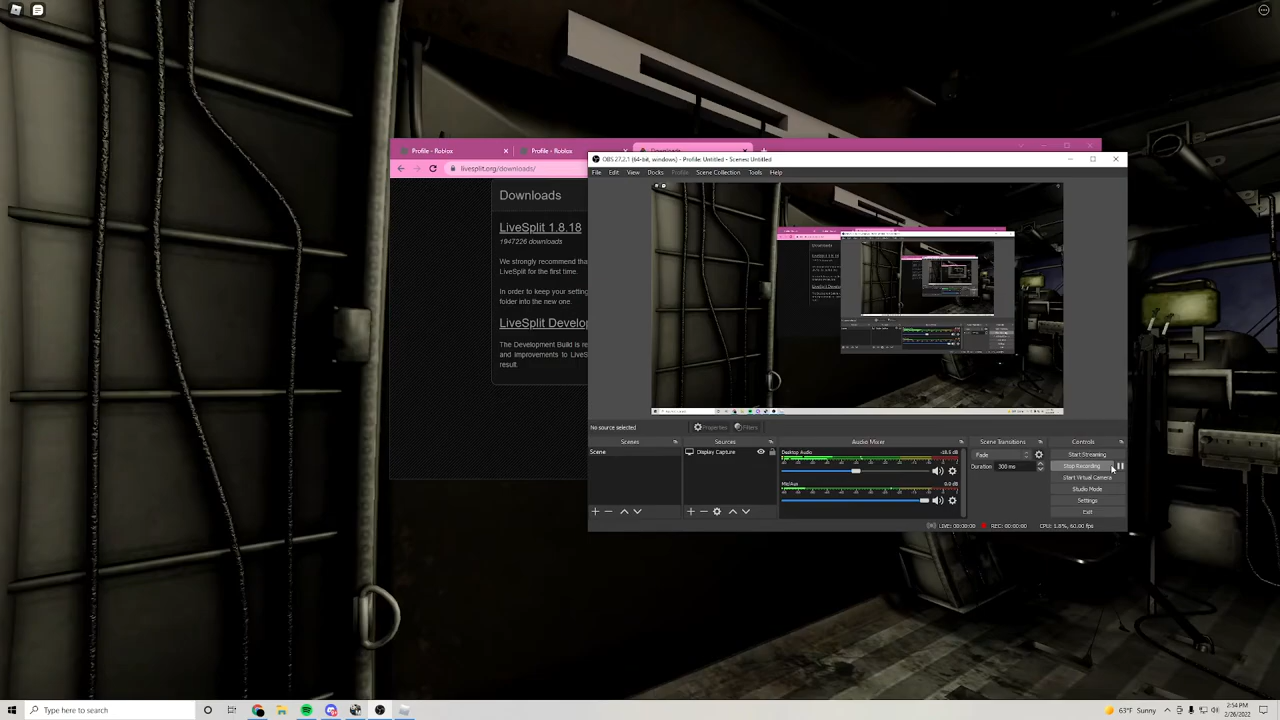 Profile - Roblox
Profile - Roblox
Downloads
livesplit.org/downloads/
Downloads
LiveSplit 1.8.18
1947226 downloads
We strongly recommend tha
LiveSplit for the first time.
In order to keep your setting
folder into the new one.
LiveSplit Develop
The Development Build is re
and improvements to LiveS
result.
OBS 27.2.1 (64-bit, windows) - Profile: Untitled - Scenes: Untitled
File Edit View Docks Profile Scene Collection Tools Help
No source selected
Properties
Filters
Scenes
Sources
Audio Mixer
Scene Transitions
Controls
Scene
Display Capture
Desktop Audio
Mic/Aux
0.0 dB
Fade
Duration 300 ms
Start Streaming
Stop Recording
Start Virtual Camera
Studio Mode
Settings
Exit
LIVE: 00:00:00
REC: 00:00:00
CPU: 5.8%, 60.00 fps
Type here to search
63°F Sunny
2:54 PM
2/26/2022